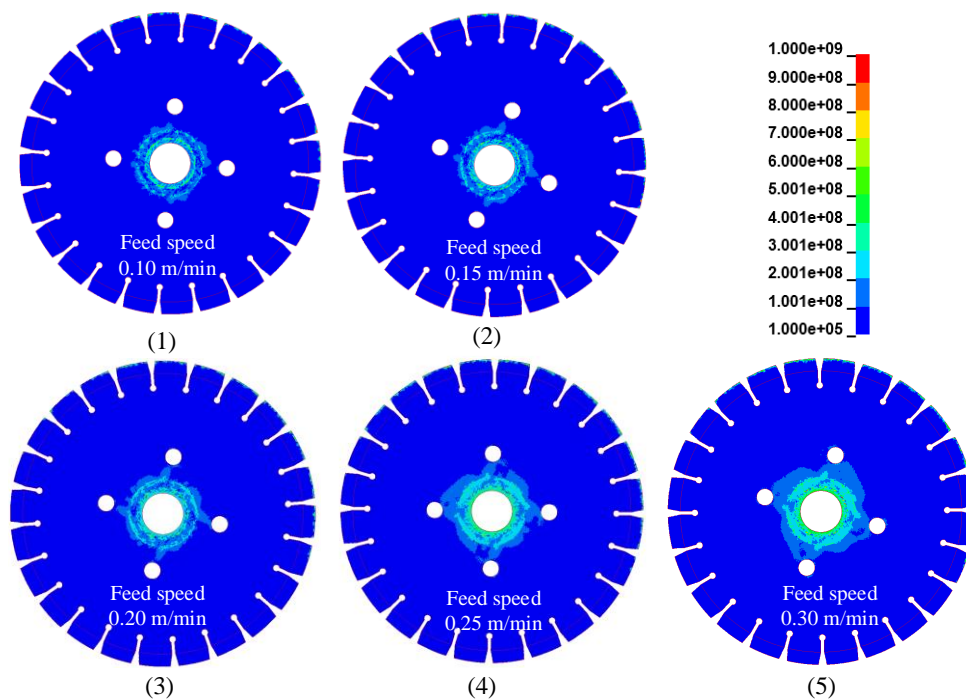 Feed speed
0.10 m/min
(1)
Feed speed
0.15 m/min
(2)
1.000e+09
9.000e+08
8.000e+08
7.000e+08
6.000e+08
5.001e+08
4.001e+08
3.001e+08
2.001e+08
1.001e+08
1.000e+05
Feed speed
0.20 m/min
(3)
Feed speed
0.25 m/min
(4)
Feed speed
0.30 m/min
(5)